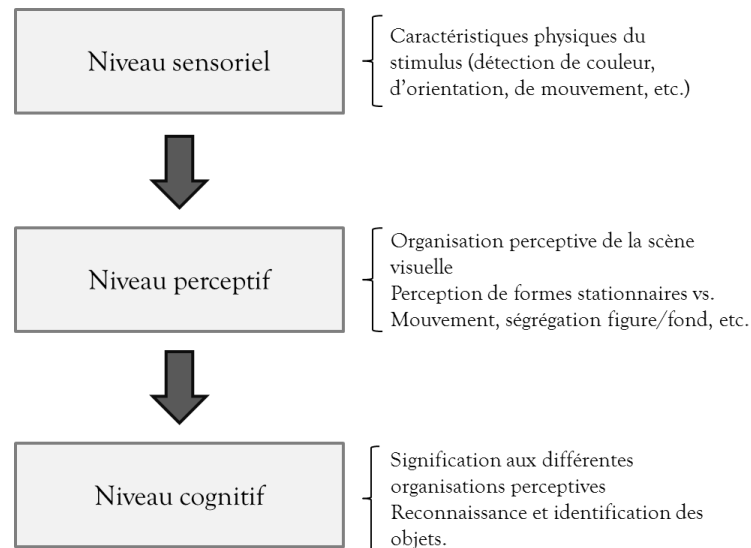 Niveau sensoriel
Caractéristiques physiques du
stimulus (détection de couleur,
d'orientation, de mouvement, etc.)
Niveau perceptif
Organisation perceptive de la scène
visuelle
Perception de formes stationnaires vs.
Mouvement, ségrégation figure/fond, etc.
Niveau cognitif
Signification aux différentes
organisations perceptives
Reconnaissance et identification des
objets.